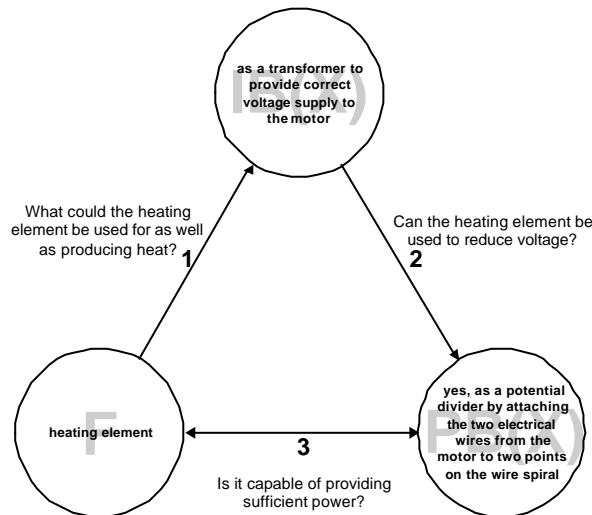 IB(X)
as a transformer to
provide correct
voltage supply to
the motor
What could the heating
element be used for as well
as producing heat?
1
Can the heating element be
used to reduce voltage?
2
F
heating element
PB(X)
yes, as a potential
divider by attaching
the two electrical
wires from the
motor to two points
on the wire spiral
3
Is it capable of providing
sufficient power?